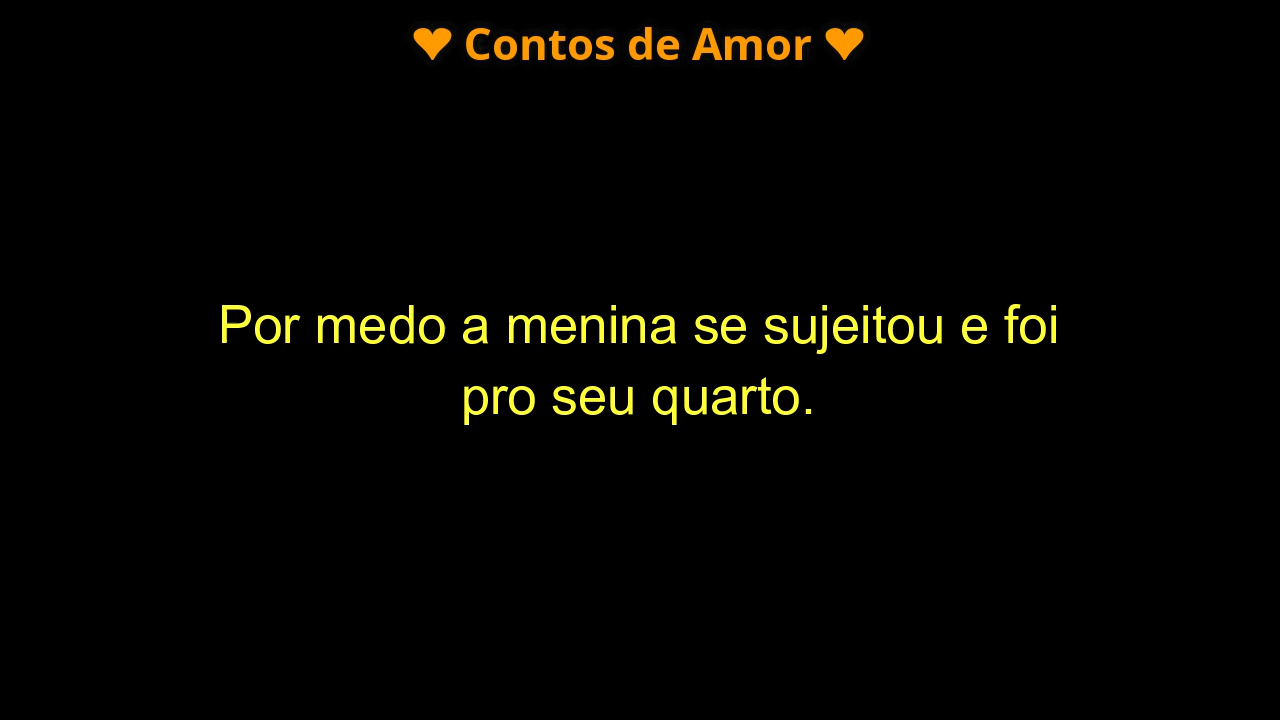 ❤ Contos de Amor ❤
Por medo a menina se sujeitou e foi
pro seu quarto.